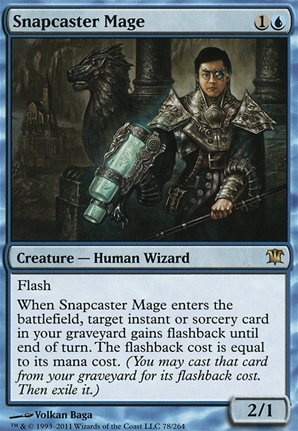 Snapcaster Mage 1
Creature — Human Wizard
Flash
When Snapcaster Mage enters the
battlefield, target instant or sorcery card
in your graveyard gains flashback until
end of turn. The flashback cost is equal
to its mana cost. (You may cast that card
from your graveyard for its flashback cost.
Then exile it.)
2/1
Volkan Baga
™ & © 1993–2011 Wizards of the Coast LLC 78/264